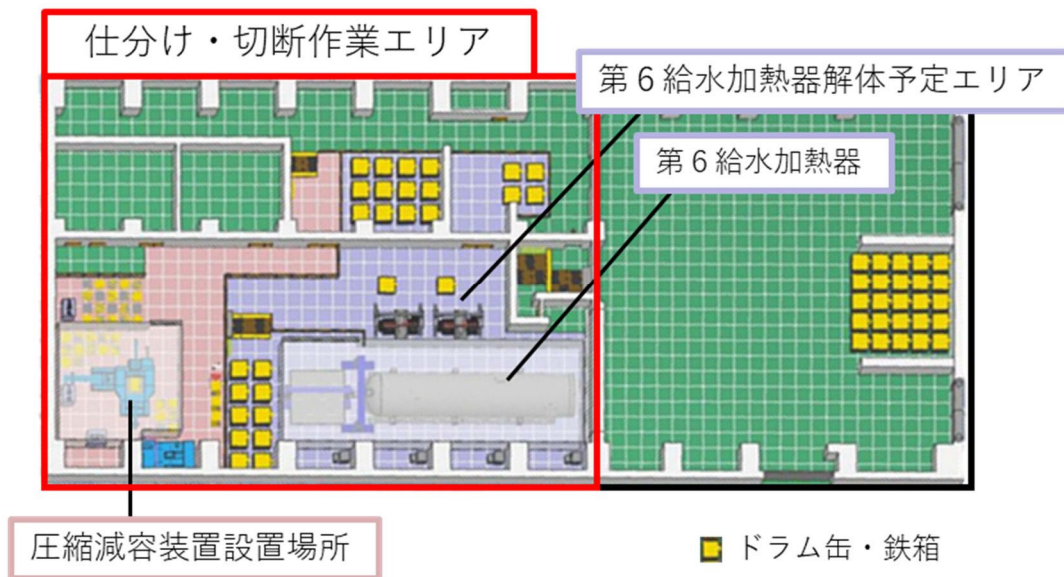 仕分け・切断作業エリア
第６給水加熱器解体予定エリア
第６給水加熱器
圧縮減容装置設置場所
ドラム缶・鉄箱